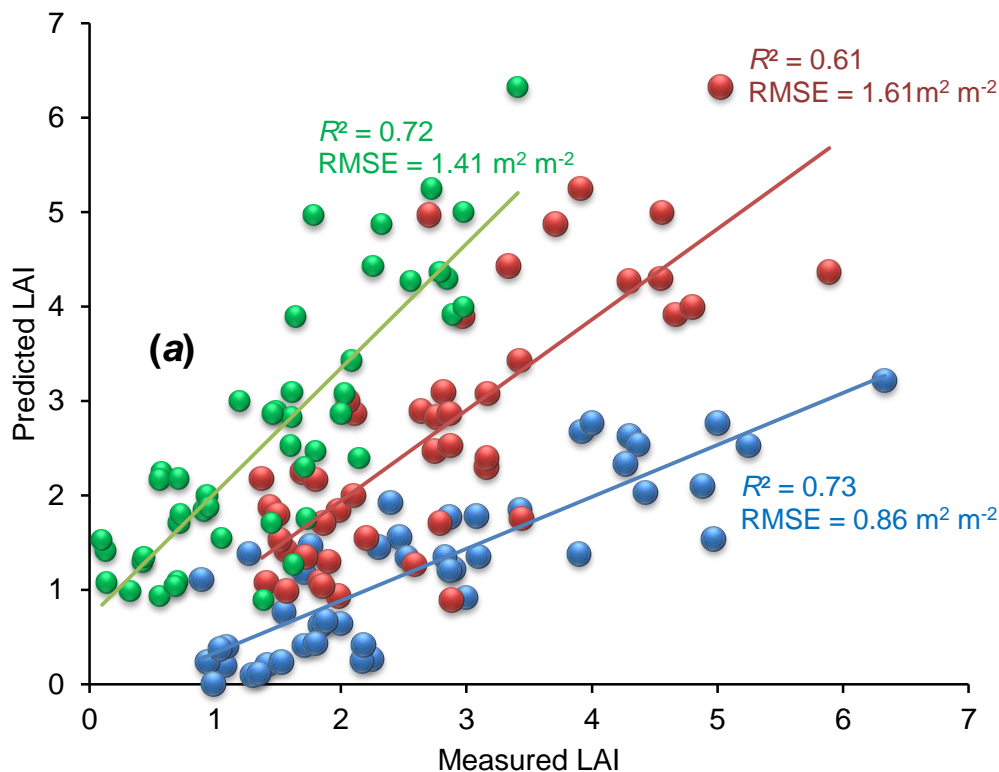 7
6
5
4
3
2
1
0
Predicted LAI
(a)
R² = 0.72
RMSE = 1.41 m² m⁻²
R² = 0.61
RMSE = 1.61m² m⁻²
R² = 0.73
RMSE = 0.86 m² m⁻²
0 1 2 3 4 5 6 7
Measured LAI